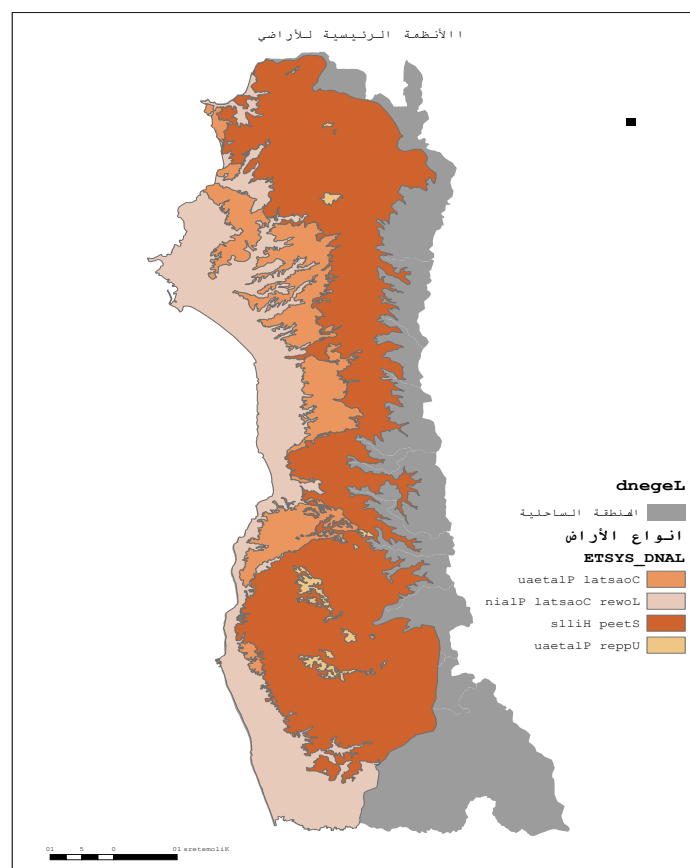 االأنظمة الرئيسية للأراضي
dnegeL
المنطقة الساحلية
انواع الأراض
ETSYS_DNAL
uaetalP latsaoC
nialP latsaoC rewoL
slliH peetS
uaetalP reppU
01 5 0 01 sretemoliK